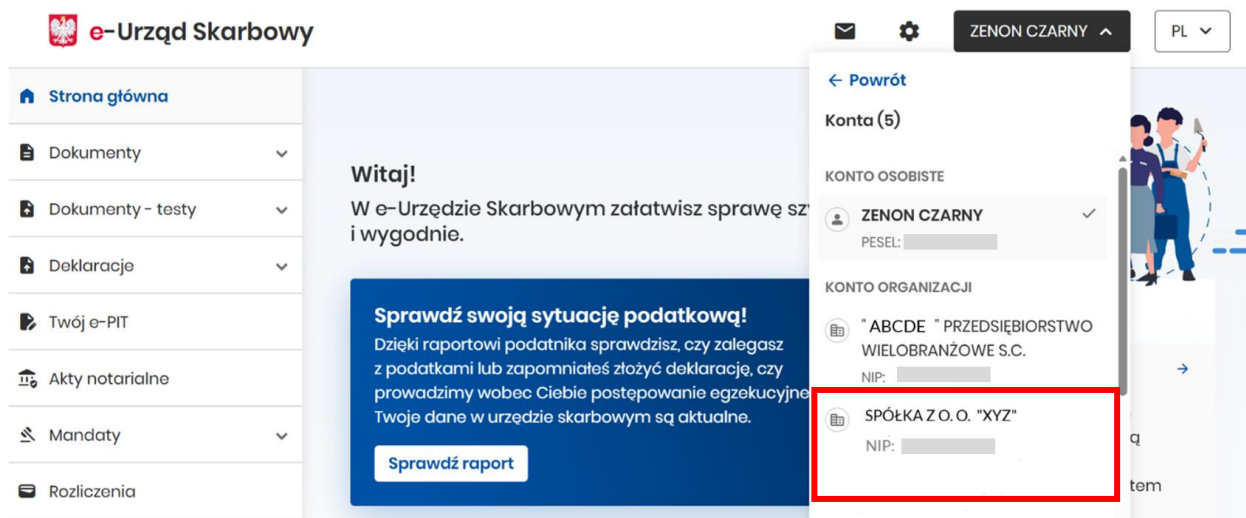 e-Urząd Skarbowy
ZENON CZARNY
PL
Strona główna
Dokumenty
Dokumenty - testy
Deklaracje
Twój e-PIT
Akty notarialne
Mandaty
Rozliczenia
Witaj!
W e-Urzędzie Skarbowym załatwisz sprawę
i wygodnie.
Sprawdź swoją sytuację podatkową!
Dzięki raportowi podatnika sprawdzisz, czy zalegasz
z podatkami lub zapomniałeś złożyć deklarację, czy
prowadzimy wobec Ciebie postępowanie egzekucyjne
Twoje dane w urzędzie skarbowym są aktualne.
Sprawdź raport
← Powrót
Konta (5)
KONTO OSOBISTE
ZENON CZARNY
PESEL:
KONTO ORGANIZACJI
" ABCDE " PRZEDSIĘBIORSTWO
WIELOBRANŻOWE S.C.
NIP:
SPÓŁKA Z O. O. "XYZ"
NIP: